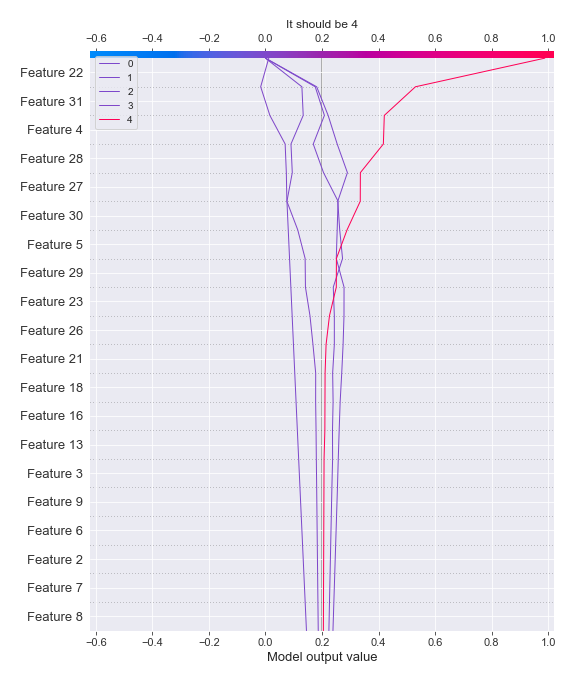 It should be 4
−0.6 −0.4 −0.2 0.0 0.2 0.4 0.6 0.8 1.0
0
1
2
3
4
Feature 22
Feature 31
Feature 4
Feature 28
Feature 27
Feature 30
Feature 5
Feature 29
Feature 23
Feature 26
Feature 21
Feature 18
Feature 16
Feature 13
Feature 3
Feature 9
Feature 6
Feature 2
Feature 7
Feature 8
−0.6 −0.4 −0.2 0.0 0.2 0.4 0.6 0.8 1.0
Model output value